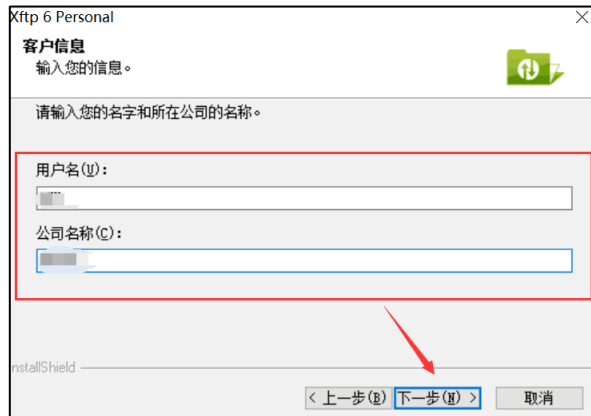 Xftp 6 Personal
客户信息
输入您的信息。
请输入您的名字和所在公司的名称。
用户名(U):
公司名称(C):
nstallShield
< 上一步(B) 下一步(N) > 取消